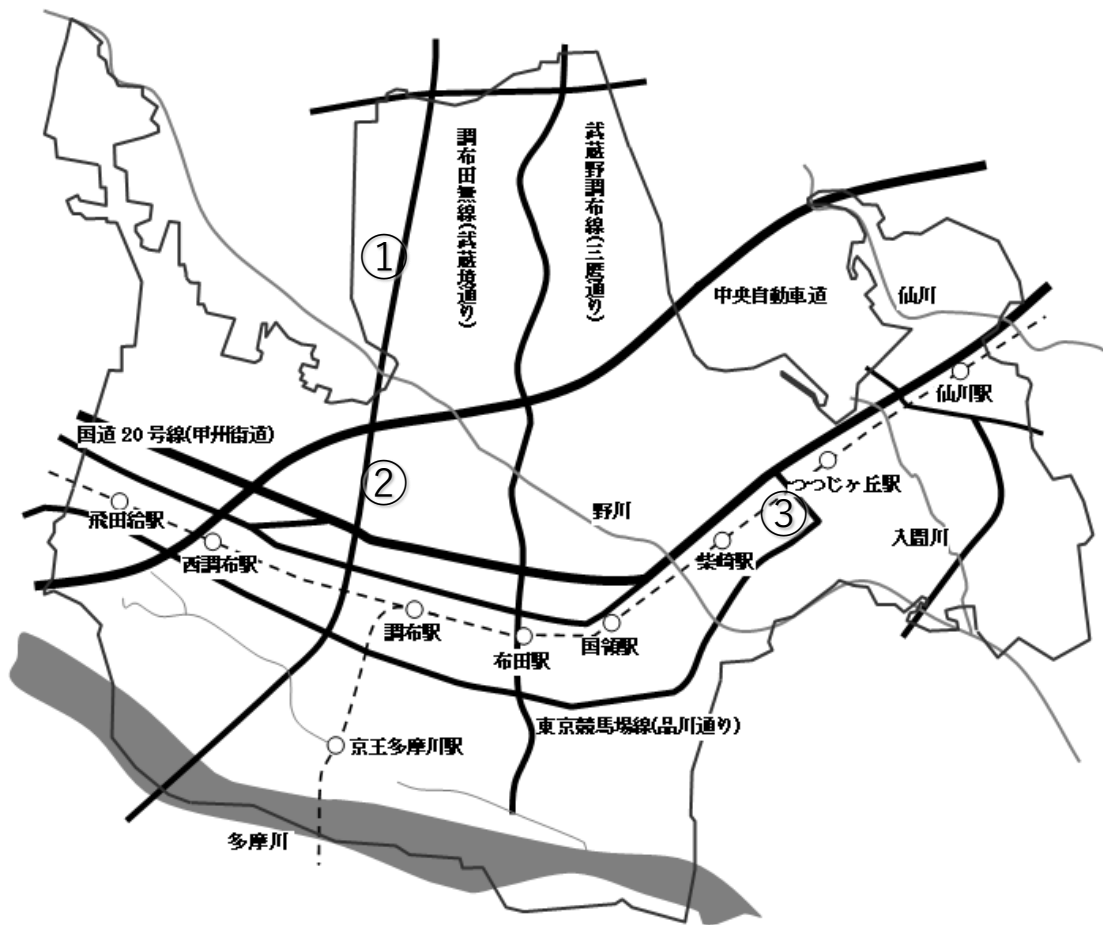 調布田無線(武蔵境通り)
武蔵野調布線(三鷹通り)
①
中央自動車道
仙川
仙川駅
国道20号線(甲州街道)
②
つつじヶ丘駅
野川
③
飛田給駅
柴崎駅
入間川
西調布駅
調布駅
国領駅
布田駅
東京競馬場線(品川通り)
京王多摩川駅
多摩川